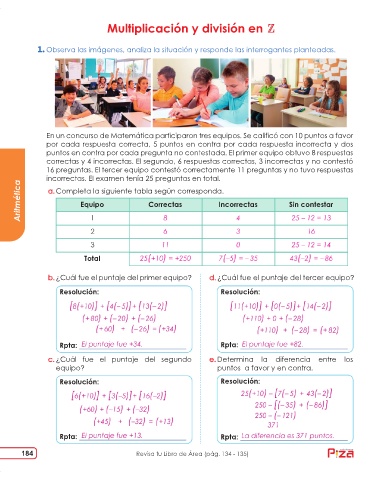 Multiplicación y división en ℤ
1. Observa las imágenes, analiza la situación y responde las interrogantes planteadas.
En un concurso de Matemática participaron tres equipos. Se calificó con 10 puntos a favor
por cada respuesta correcta, 5 puntos en contra por cada respuesta incorrecta y dos
puntos en contra por cada pregunta no contestada. El primer equipo obtuvo 8 respuestas
correctas y 4 incorrectas. El segundo, 6 respuestas correctas, 3 incorrectas y no contestó
16 preguntas. El tercer equipo contestó correctamente 11 preguntas y no tuvo respuestas
incorrectas. El examen tenía 25 preguntas en total.
Aritmética
a. Completa la siguiente tabla según corresponda.
Equipo Correctas Incorrectas Sin contestar
1 8 4 25 – 12 = 13
2 6 3 16
3 11 0 25 – 12 = 14
Total 25(+10) = +250 7(–5) = –35 43(–2) = –86
b. ¿Cuál fue el puntaje del primer equipo?
Resolución:
[8(+10)] + [4(–5)] + [13(–2)]
(+80) + (–20) + (–26)
(+60) + (–26) = (+34)
Rpta: El puntaje fue +34.
c. ¿Cuál fue el puntaje del segundo
equipo?
Resolución:
[6(+10)] + [3(–5)] + [16(–2)]
(+60) + (–15) + (–32)
(+45) + (–32) = (+13)
Rpta: El puntaje fue +13.
d. ¿Cuál fue el puntaje del tercer equipo?
Resolución:
[11(+10)] + [0(–5)] + [14(–2)]
(+110) + 0 + (–28)
(+110) + (–28) = (+82)
Rpta: El puntaje fue +82.
e. Determina la diferencia entre los
puntos a favor y en contra.
Resolución:
25(+10) – [7(–5) + 43(–2)]
250 – [(–35) + (–86)]
250 – (–121)
371
Rpta: La diferencia es 371 puntos.
184 Revisa tu Libro de Área (pág. 134 - 135) Pizza